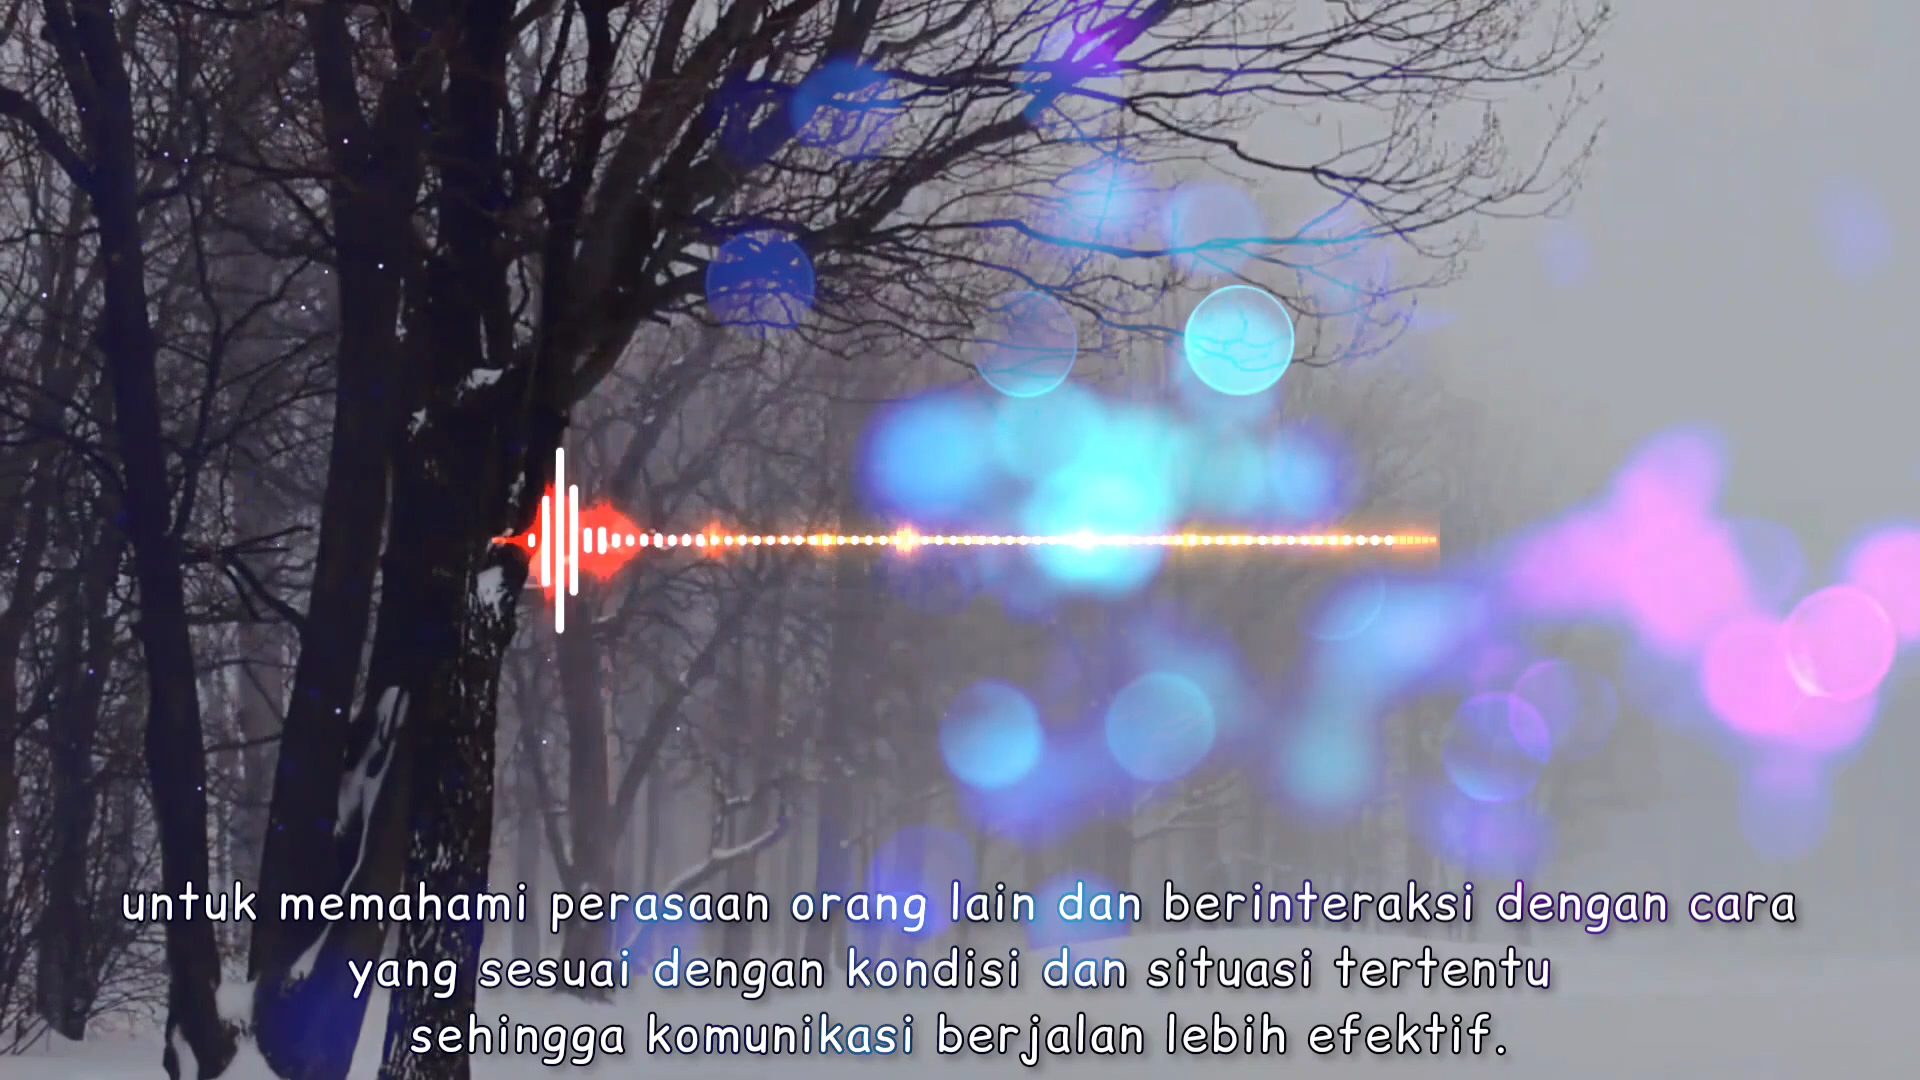 untuk memahami perasaan orang lain dan berinteraksi dengan cara
yang sesuai dengan kondisi dan situasi tertentu
sehingga komunikasi berjalan lebih efektif.